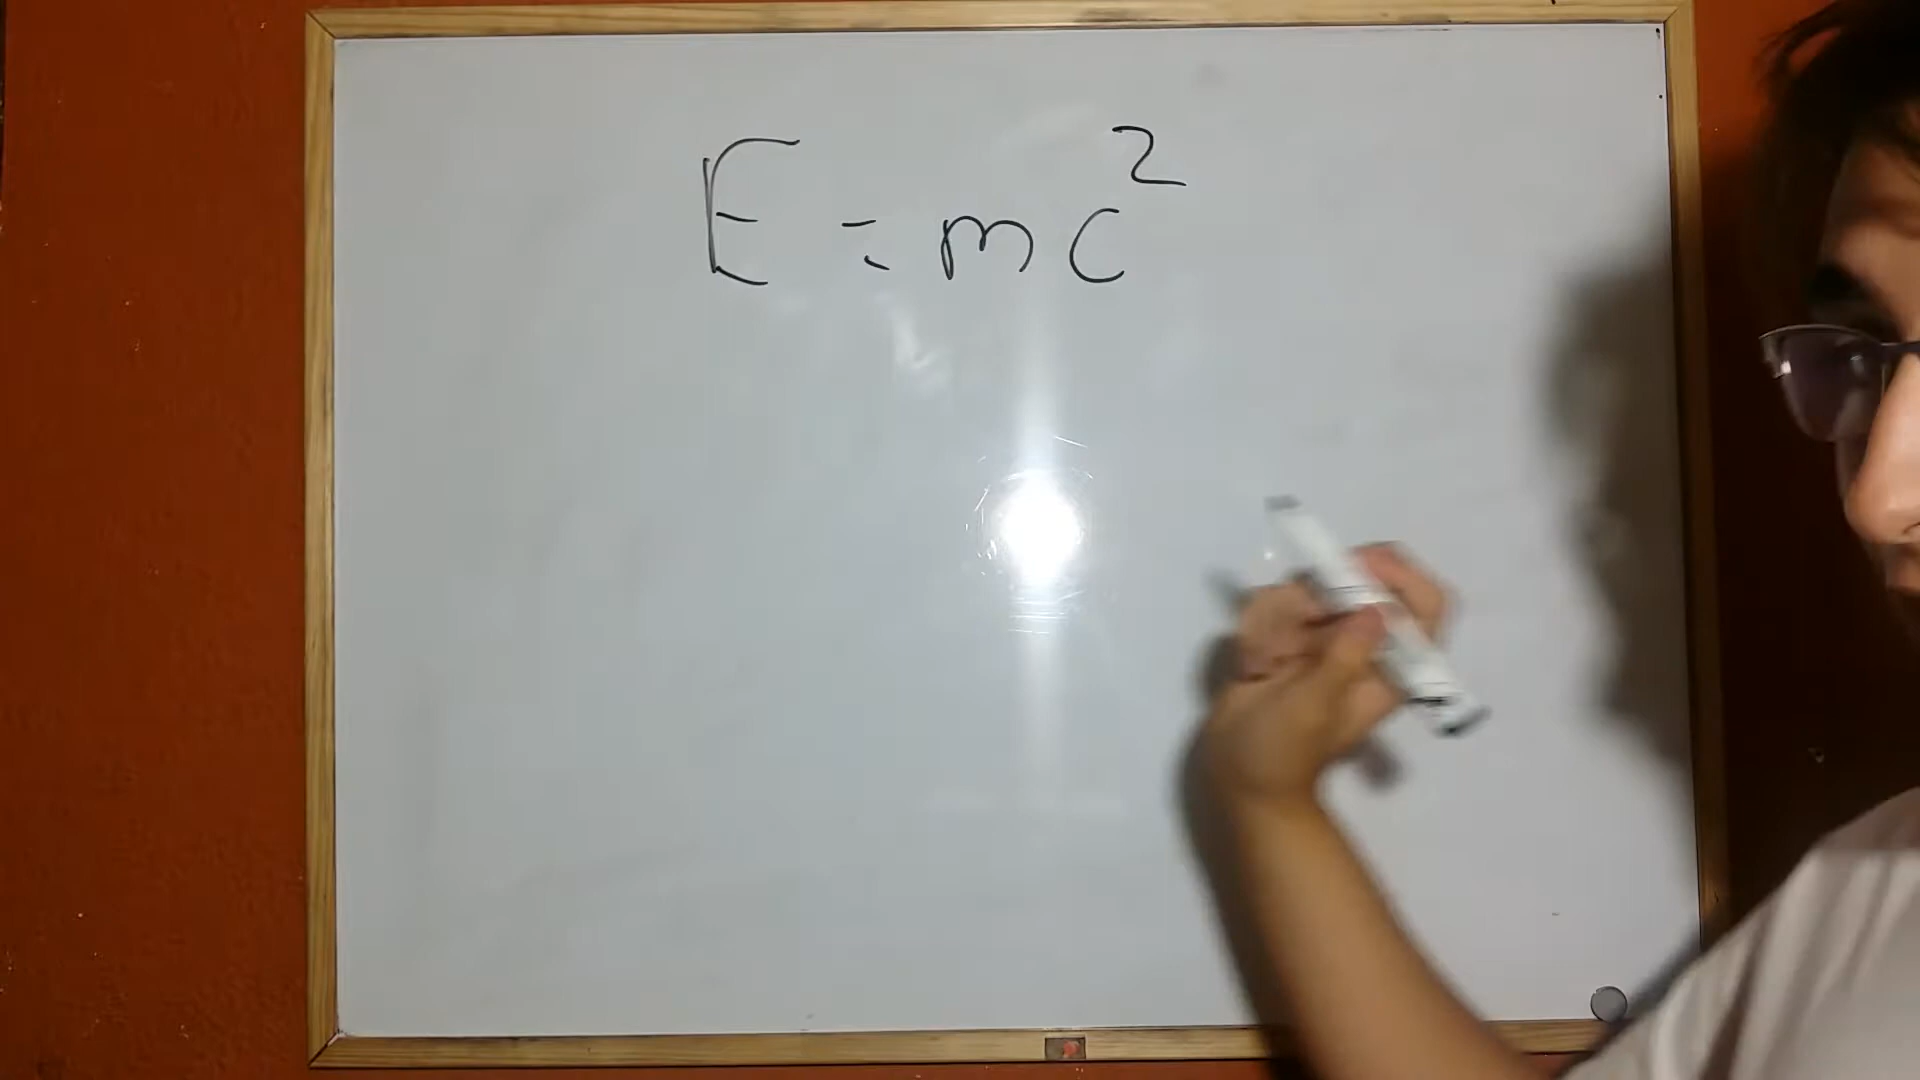 E = mc²